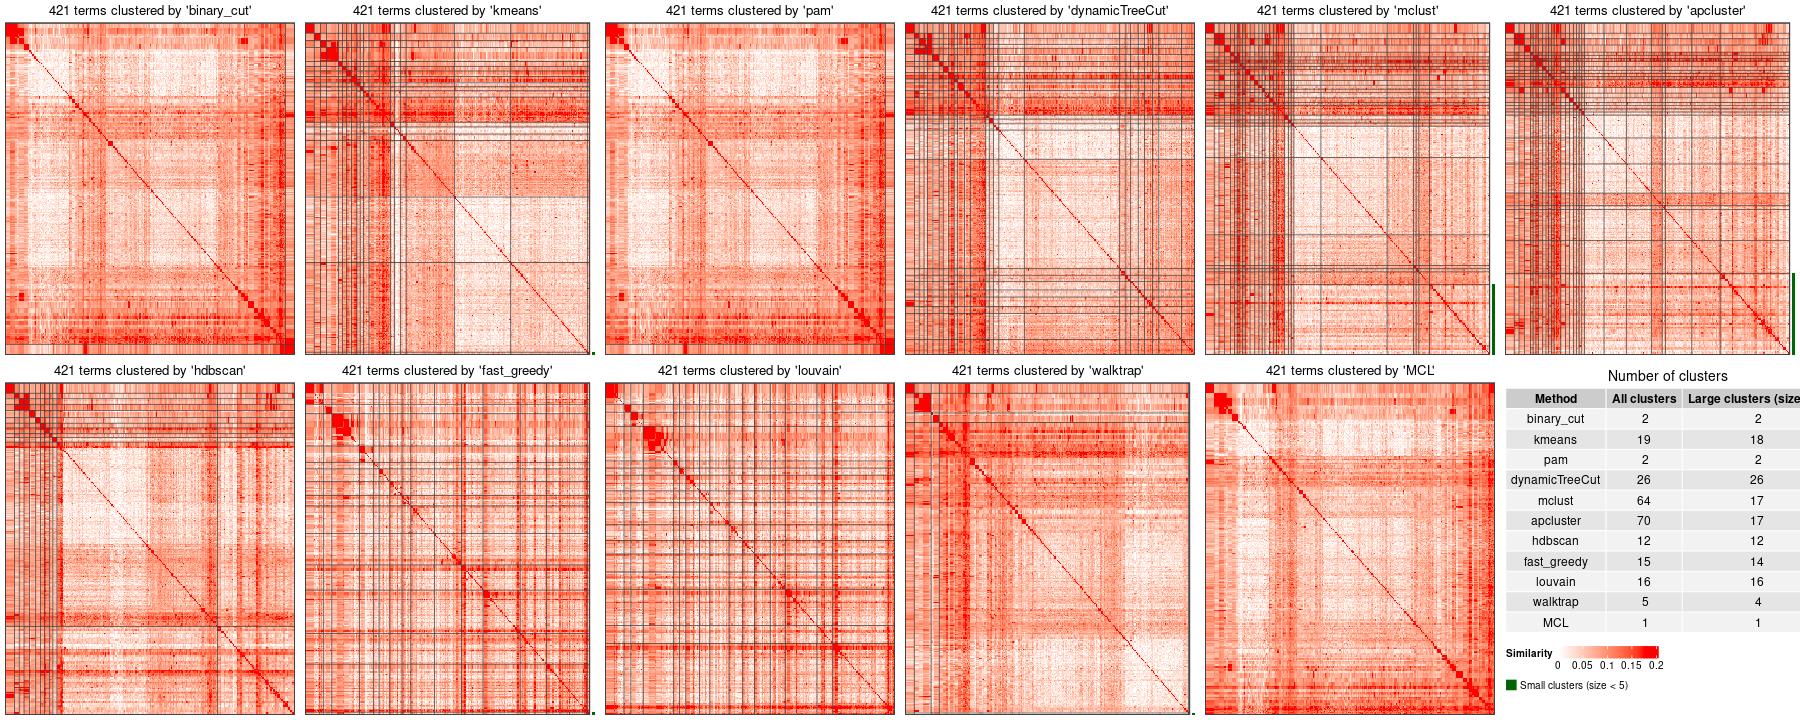 421 terms clustered by 'binary_cut'
421 terms clustered by 'kmeans'
421 terms clustered by 'pam'
421 terms clustered by 'dynamicTreeCut'
421 terms clustered by 'mclust'
421 terms clustered by 'apcluster'
421 terms clustered by 'hdbscan'
421 terms clustered by 'fast_greedy'
421 terms clustered by 'louvain'
421 terms clustered by 'walktrap'
421 terms clustered by 'MCL'
Number of clusters
Method All clusters Large clusters (size
binary_cut 2 2
kmeans 19 18
pam 2 2
dynamicTreeCut 26 26
mclust 64 17
apcluster 70 17
hdbscan 12 12
fast_greedy 15 14
louvain 16 16
walktrap 5 4
MCL 1 1
Similarity
0 0.05 0.1 0.15 0.2
Small clusters (size < 5)